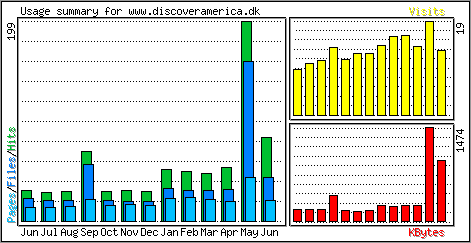 Usage summary for www.discoveramerica.dk
Visits
199
19
Pages/Files/Hits
1474
Jun Jul Aug Sep Oct Nov Dec Jan Feb Mar Apr May Jun
KBytes